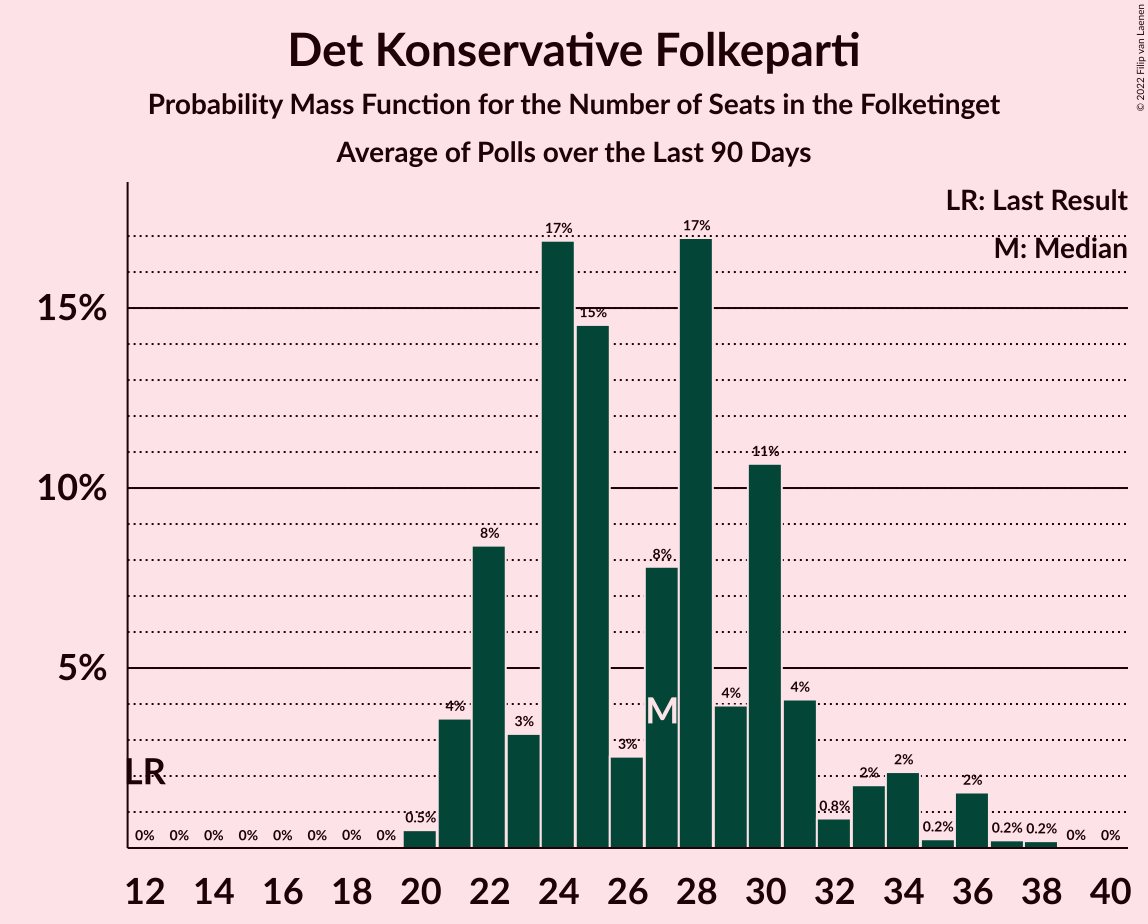 Det Konservative Folkeparti
Probability Mass Function for the Number of Seats in the Folketinget
Average of Polls over the Last 90 Days
© 2022 Filip van Laenen
LR: Last Result
M: Median
15%
10%
5%
0% 0% 0% 0% 0% 0% 0% 0% 0.5% 4% 8% 3% 17% 15% 3% 8% 17% 4% 11% 4% 0.8% 2% 2% 0.2% 2% 0.2% 0.2% 0% 0%
LR
M
12 14 16 18 20 22 24 26 28 30 32 34 36 38 40